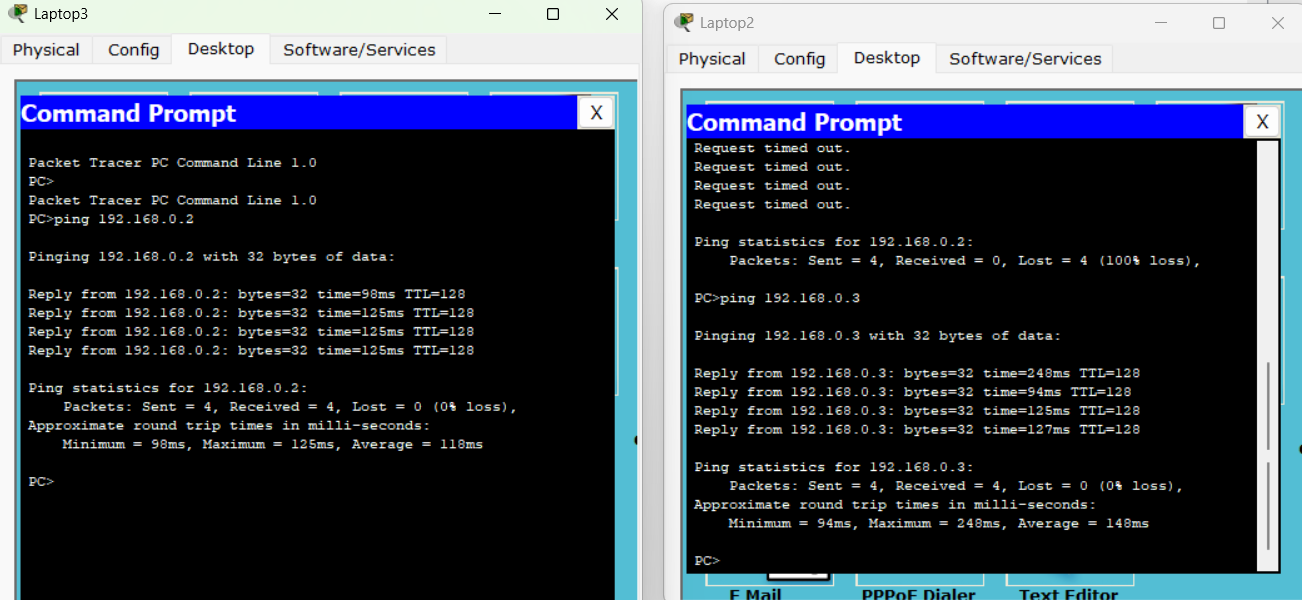 Laptop3
Physical Config Desktop Software/Services
Command Prompt X
Packet Tracer PC Command Line 1.0
PC>
Packet Tracer PC Command Line 1.0
PC>ping 192.168.0.2
Pinging 192.168.0.2 with 32 bytes of data:
Reply from 192.168.0.2: bytes=32 time=98ms TTL=128
Reply from 192.168.0.2: bytes=32 time=125ms TTL=128
Reply from 192.168.0.2: bytes=32 time=125ms TTL=128
Reply from 192.168.0.2: bytes=32 time=125ms TTL=128
Ping statistics for 192.168.0.2:
Packets: Sent = 4, Received = 4, Lost = 0 (0% loss),
Approximate round trip times in milli-seconds:
Minimum = 98ms, Maximum = 125ms, Average = 118ms
PC>
Laptop2
Physical Config Desktop Software/Services
Command Prompt X
Request timed out.
Request timed out.
Request timed out.
Request timed out.
Ping statistics for 192.168.0.2:
Packets: Sent = 4, Received = 0, Lost = 4 (100% loss),
PC>ping 192.168.0.3
Pinging 192.168.0.3 with 32 bytes of data:
Reply from 192.168.0.3: bytes=32 time=248ms TTL=128
Reply from 192.168.0.3: bytes=32 time=94ms TTL=128
Reply from 192.168.0.3: bytes=32 time=125ms TTL=128
Reply from 192.168.0.3: bytes=32 time=127ms TTL=128
Ping statistics for 192.168.0.3:
Packets: Sent = 4, Received = 4, Lost = 0 (0% loss),
Approximate round trip times in milli-seconds:
Minimum = 94ms, Maximum = 248ms, Average = 148ms
PC>
E Mail PPPoE Dialer Text Editor